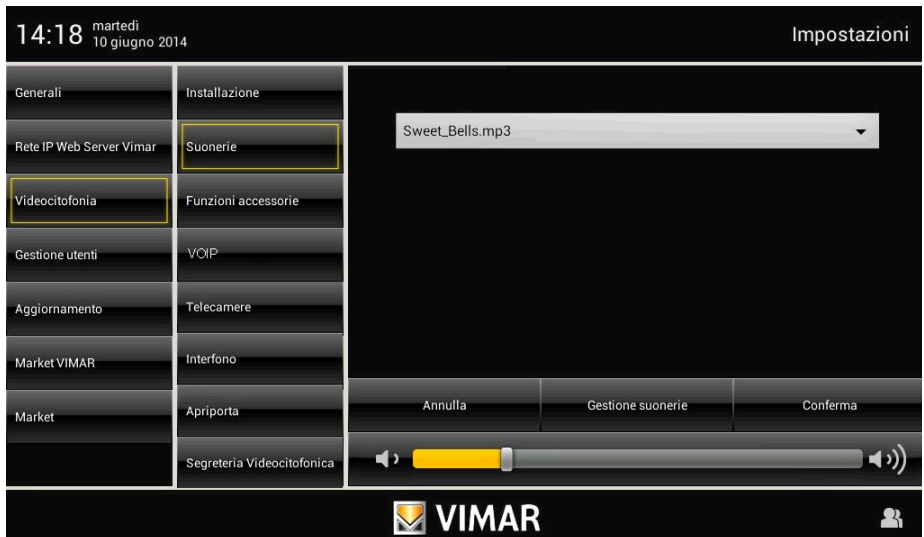 14:18 martedì
10 giugno 2014
Impostazioni
Generali
Rete IP Web Server Vimar
Videocitofonia
Gestione utenti
Aggiornamento
Market VIMAR
Market
Installazione
Suonerie
Funzioni accessorie
VOIP
Telecamere
Interfono
Apriporta
Segreteria Videocitofonica
Sweet_Bells.mp3
Annulla
Gestione suonerie
Conferma
VIMAR